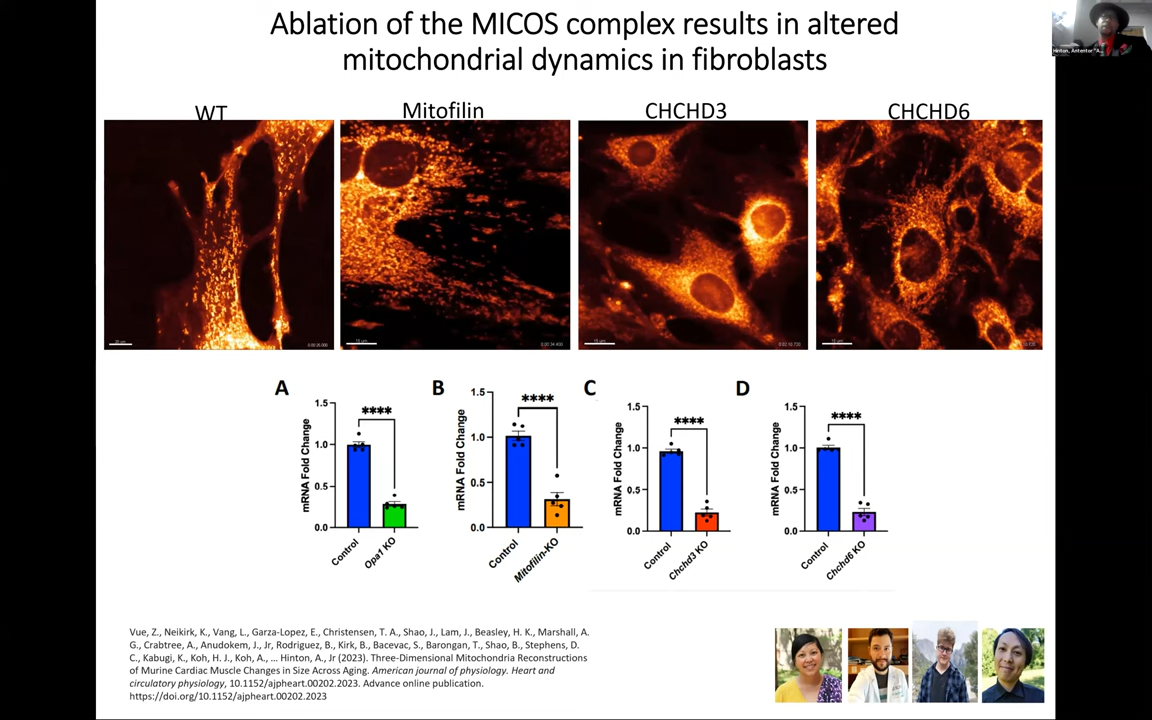 Ablation of the MICOS complex results in altered
mitochondrial dynamics in fibroblasts
Hinton, Antentor "A...
WT
Mitofilin
CHCHD3
CHCHD6
A
1.5
1.0
0.5
0.0
mRNA Fold Change
****
Control
Opa1 KO
B
1.5
1.0
0.5
0.0
mRNA Fold Change
****
Control
Mitofilin-KO
C
1.5
1.0
0.5
0.0
mRNA Fold Change
****
Control
Chchd3 KO
D
1.5
1.0
0.5
0.0
mRNA Fold Change
****
Control
Chchd6 KO
Vue, Z., Neikirk, K., Vang, L., Garza-Lopez, E., Christensen, T. A., Shao, J., Lam, J., Beasley, H. K., Marshall, A.
G., Crabtree, A., Anudokem, J., Jr, Rodriguez, B., Kirk, B., Bacevac, S., Barongan, T., Shao, B., Stephens, D.
C., Kabugi, K., Koh, H. J., Koh, A., ... Hinton, A., Jr (2023). Three-Dimensional Mitochondria Reconstructions
of Murine Cardiac Muscle Changes in Size Across Aging. American journal of physiology. Heart and
circulatory physiology, 10.1152/ajpheart.00202.2023. Advance online publication.
https://doi.org/10.1152/ajpheart.00202.2023